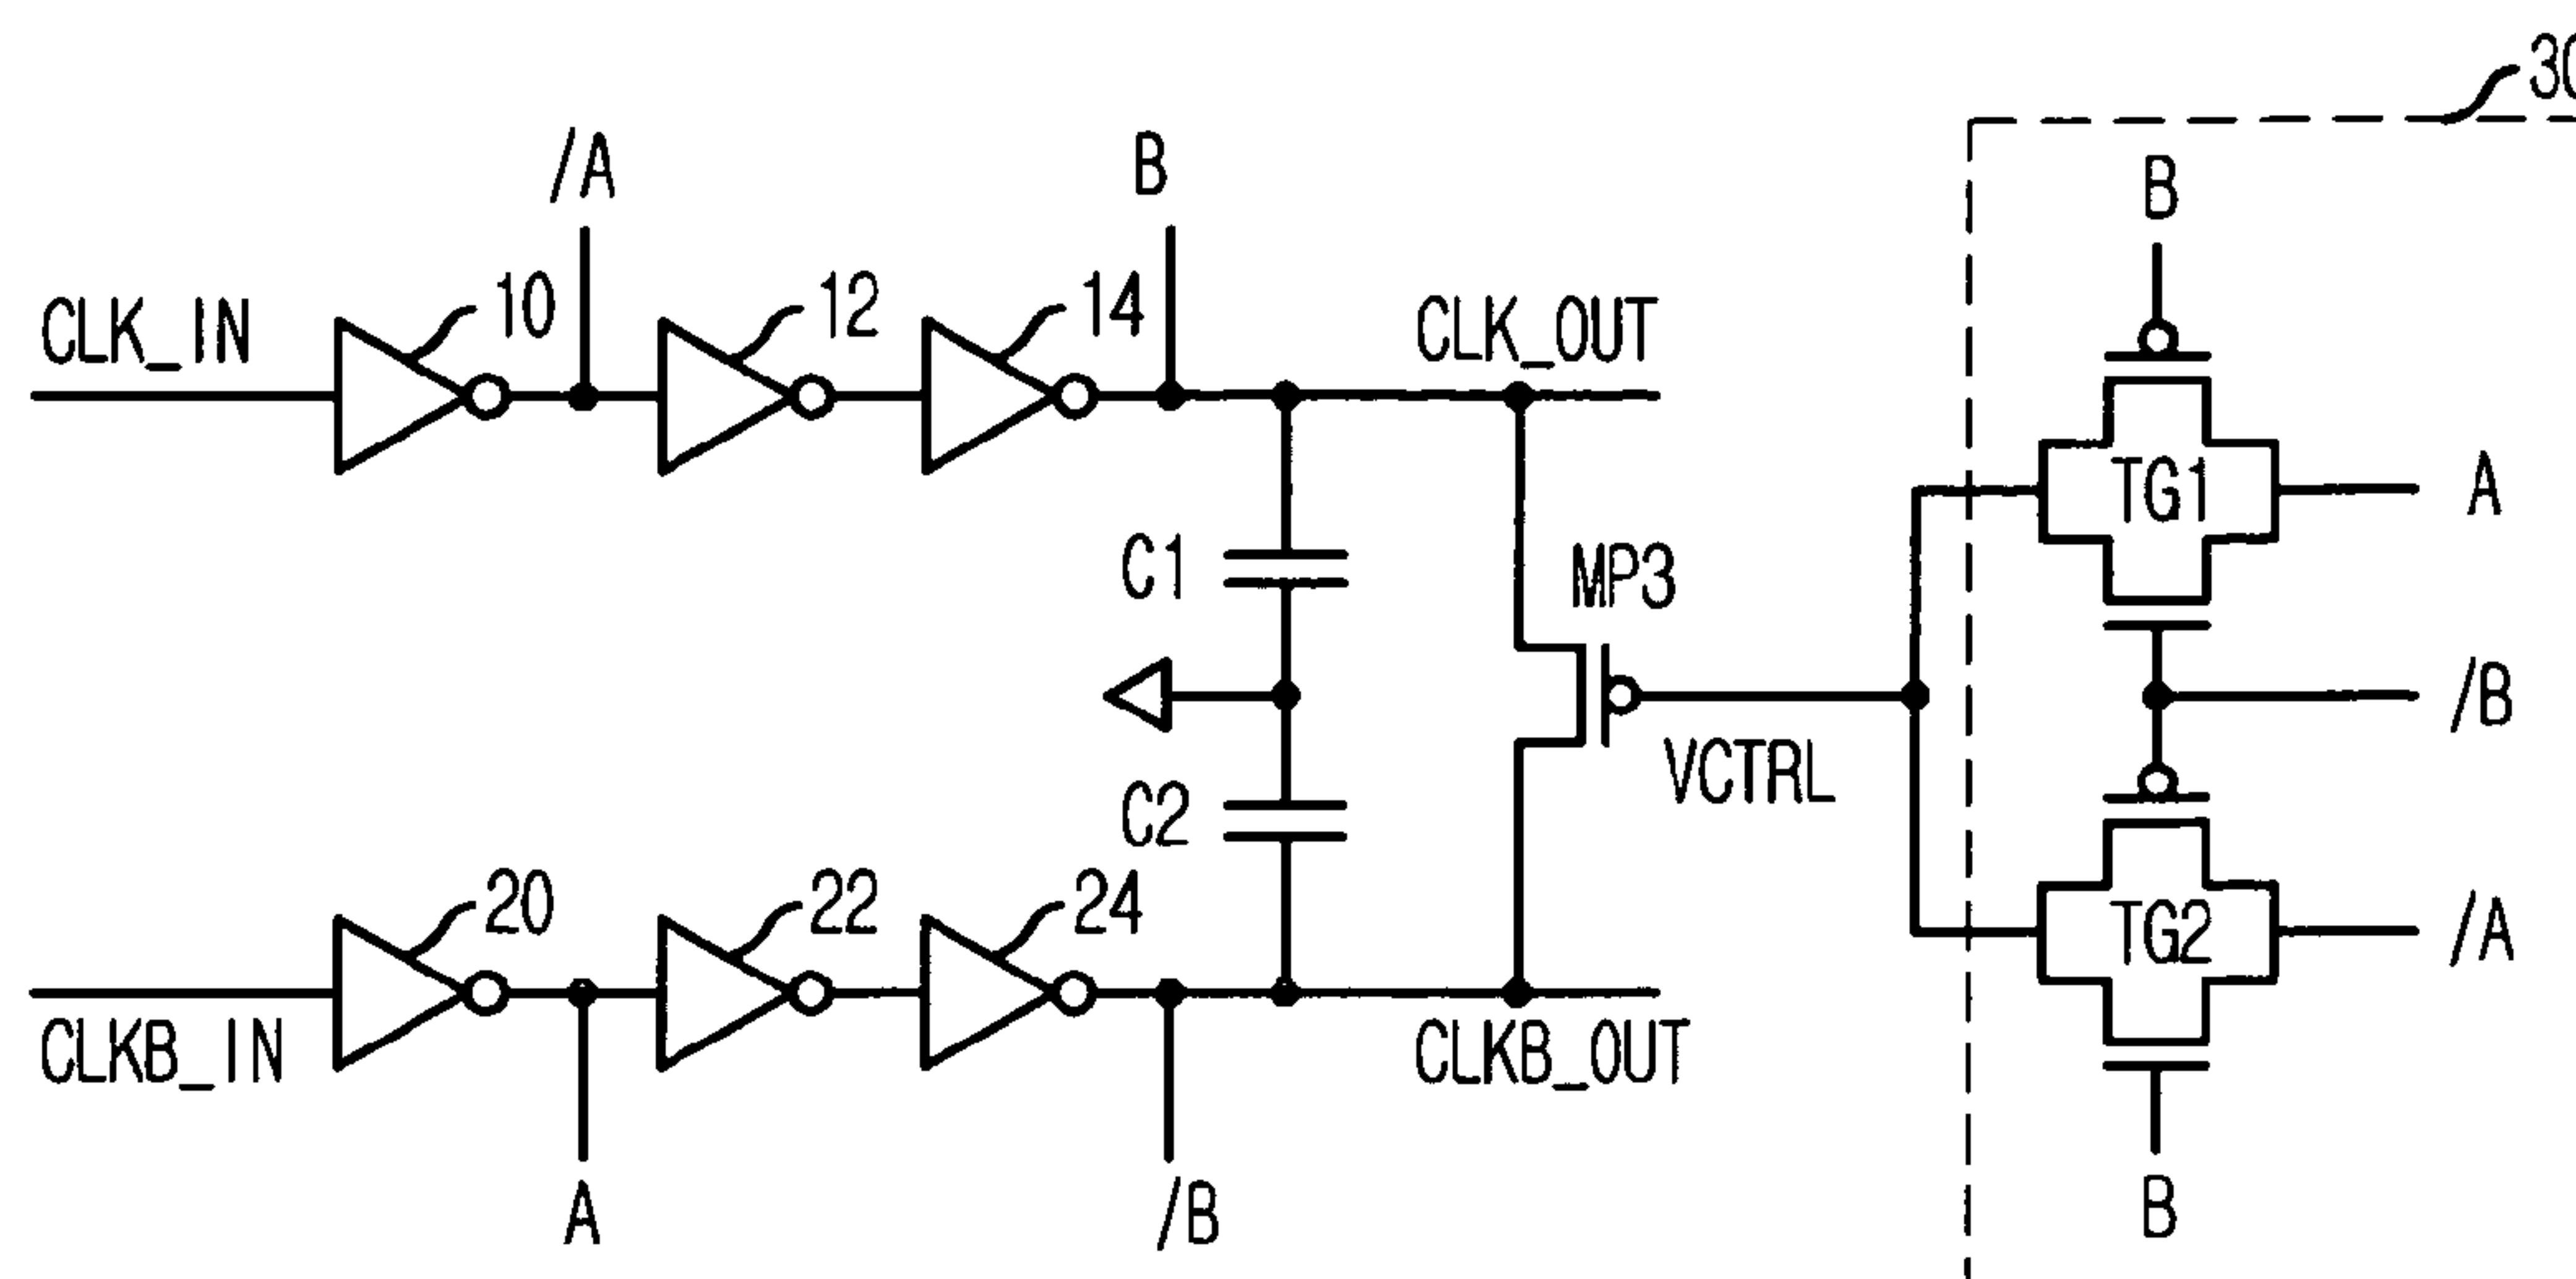 30
/A
B
B
CLK_IN
10
12
14
CLK_OUT
TG1
A
C1
MP3
/B
VCTRL
C2
20
22
24
TG2
/A
CLKB_IN
CLKB_OUT
A
/B
B